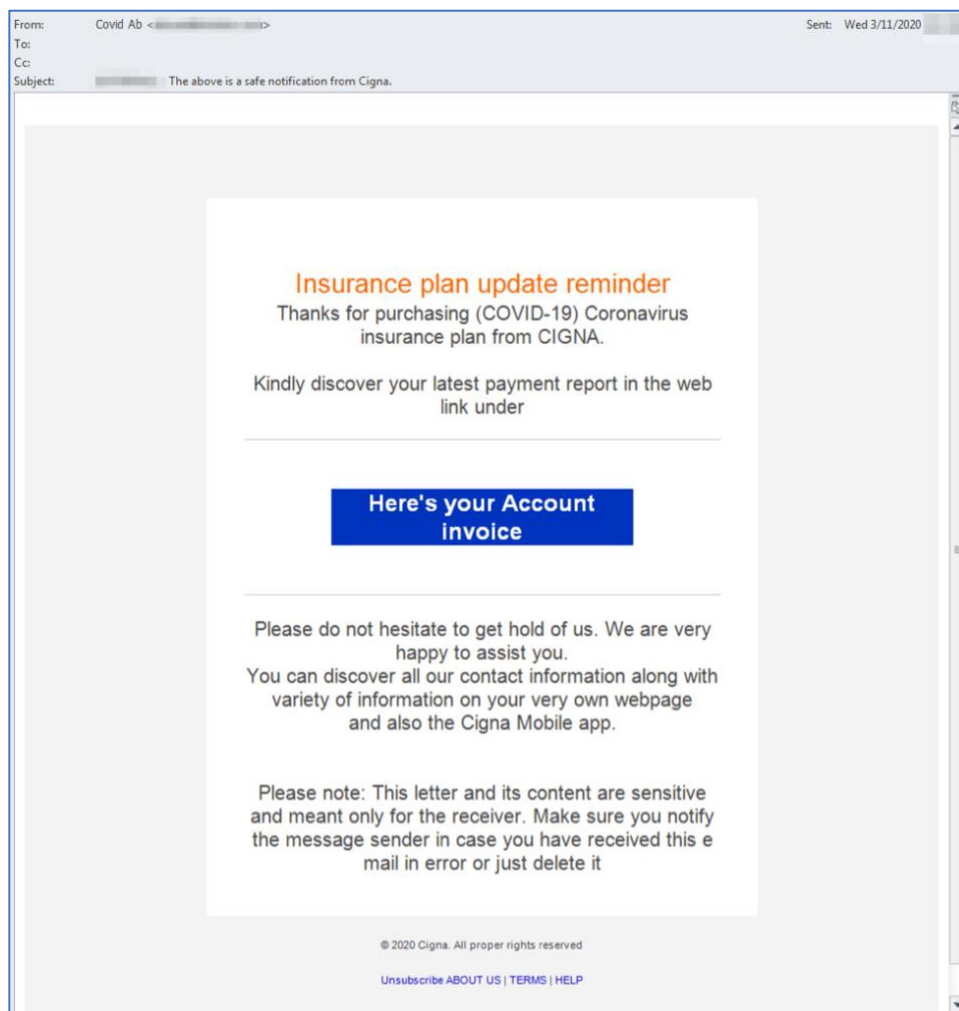 From: Covid Ab < > Sent: Wed 3/11/2020
To:
Cc:
Subject: The above is a safe notification from Cigna.
Insurance plan update reminder
Thanks for purchasing (COVID-19) Coronavirus
insurance plan from CIGNA.
Kindly discover your latest payment report in the web
link under
Here's your Account
invoice
Please do not hesitate to get hold of us. We are very
happy to assist you.
You can discover all our contact information along with
variety of information on your very own webpage
and also the Cigna Mobile app.
Please note: This letter and its content are sensitive
and meant only for the receiver. Make sure you notify
the message sender in case you have received this e
mail in error or just delete it
© 2020 Cigna. All proper rights reserved
Unsubscribe ABOUT US | TERMS | HELP